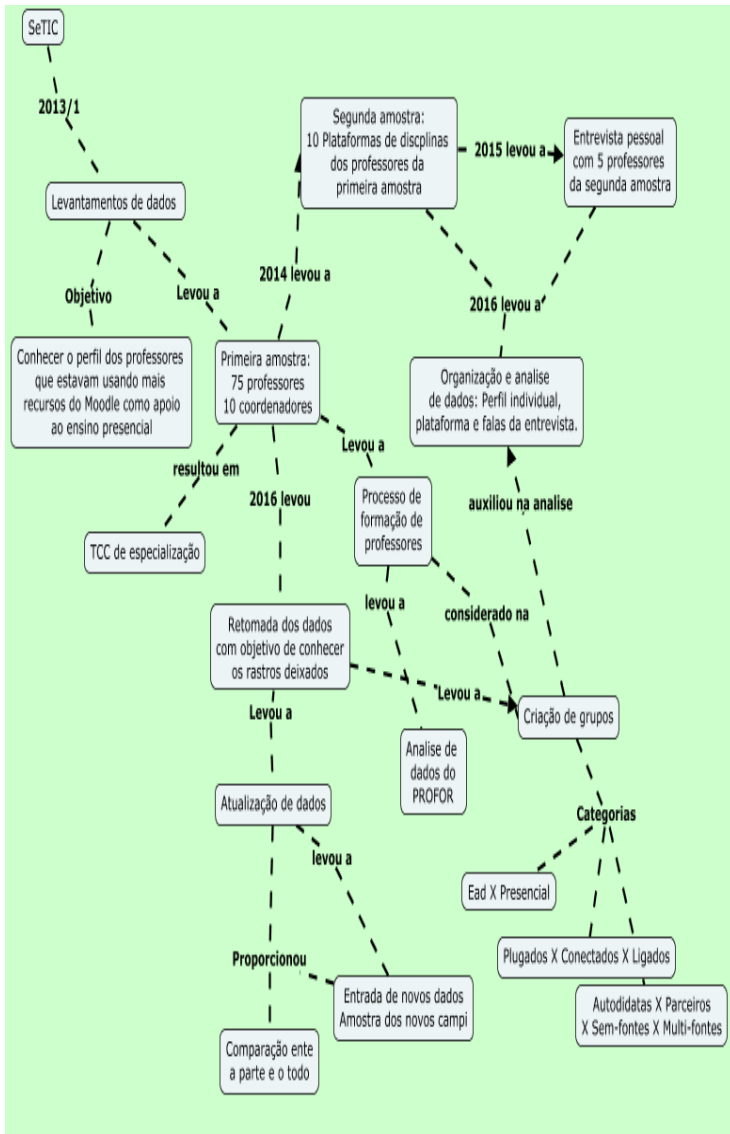 SeTIC
2013/1
Levantamentos de dados
Objetivo
Levou a
Conhecer o perfil dos professores
que estavam usando mais
recursos do Moodle como apoio
ao ensino presencial
Primeira amostra:
75 professores
10 coordenadores
2014 levou a
Segunda amostra:
10 Plataformas de discplinas
dos professores da
primeira amostra
2015 levou a
Entrevista pessoal
com 5 professores
da segunda amostra
2016 levou a
Organização e analise
de dados: Perfil individual,
plataforma e falas da entrevista.
resultou em
TCC de especialização
2016 levou
Levou a
Processo de
formação de
professores
auxiliou na analise
levou a
considerado na
Retomada dos dados
com objetivo de conhecer
os rastros deixados
Levou a
Levou a
Criação de grupos
Analise de
dados do
PROFOR
Atualização de dados
levou a
Categorias
Ead X Presencial
Plugados X Conectados X Ligados
Autodidatas X Parceiros
X Sem-fontes X Multi-fontes
Proporcionou
Entrada de novos dados
Amostra dos novos campi
Comparação ente
a parte e o todo